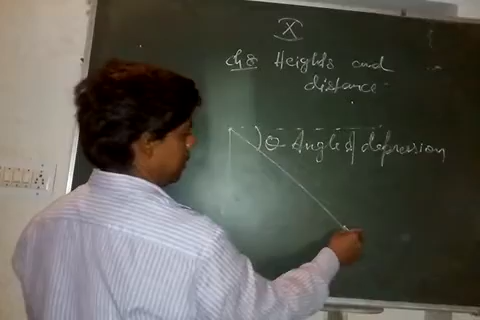 X
Ch 8 Heights and
distance
θ Angle of depression